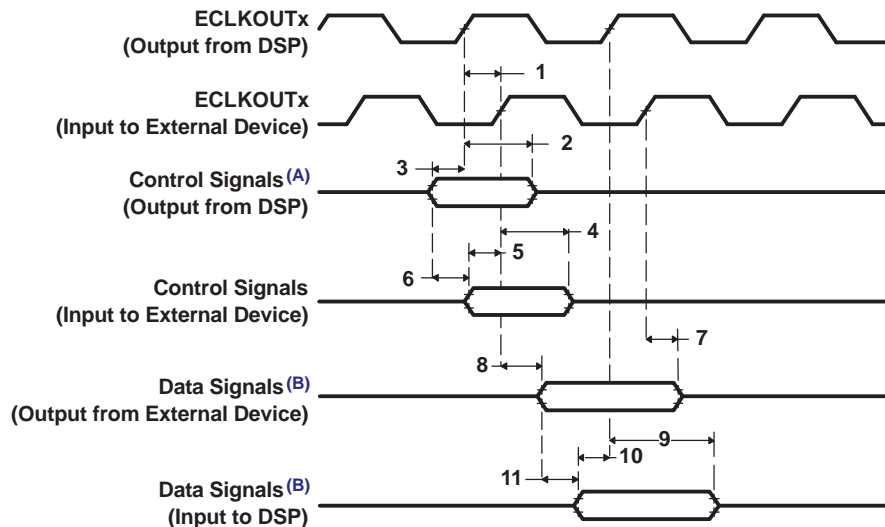 ECLKOUTx
(Output from DSP)
1
ECLKOUTx
(Input to External Device)
2
3
Control Signals (A)
(Output from DSP)
4
5
6
Control Signals
(Input to External Device)
7
8
Data Signals (B)
(Output from External Device)
9
10
11
Data Signals (B)
(Input to DSP)